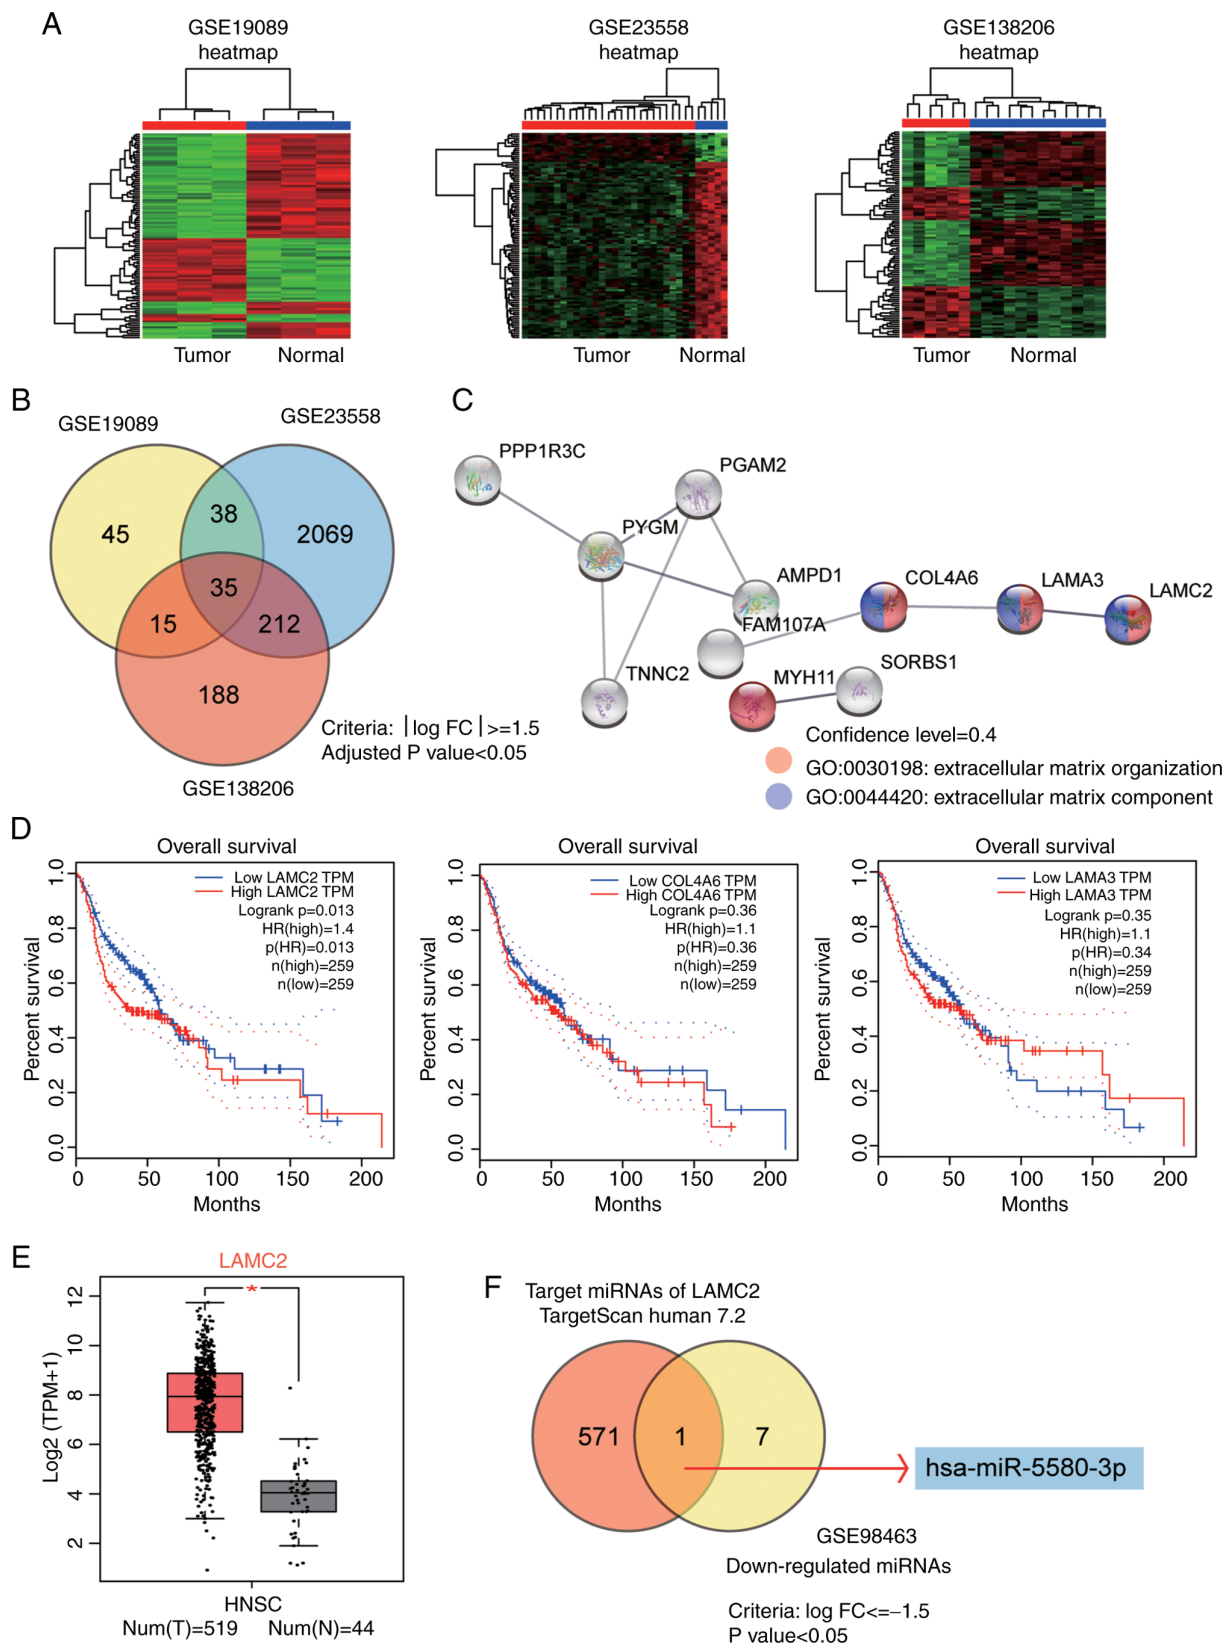 A
GSE19089
heatmap
GSE23558
heatmap
GSE138206
heatmap
Tumor Normal
Tumor Normal
Tumor Normal
B
GSE19089
GSE23558
45
38
2069
35
15
212
188
GSE138206
Criteria: |log FC|>=1.5
Adjusted P value<0.05
C
PPP1R3C
PGAM2
PYGM
AMPD1
COL4A6
LAMA3
LAMC2
FAM107A
TNNC2
MYH11
SORBS1
Confidence level=0.4
GO:0030198: extracellular matrix organization
GO:0044420: extracellular matrix component
D
Overall survival
Low LAMC2 TPM
High LAMC2 TPM
Logrank p=0.013
HR(high)=1.4
p(HR)=0.013
n(high)=259
n(low)=259
Percent survival
1.0
0.8
0.6
0.4
0.2
0.0
0 50 100 150 200
Months
Overall survival
Low COL4A6 TPM
High COL4A6 TPM
Logrank p=0.36
HR(high)=1.1
p(HR)=0.36
n(high)=259
n(low)=259
Percent survival
1.0
0.8
0.6
0.4
0.2
0.0
0 50 100 150 200
Months
Overall survival
Low LAMA3 TPM
High LAMA3 TPM
Logrank p=0.35
HR(high)=1.1
p(HR)=0.34
n(high)=259
n(low)=259
Percent survival
1.0
0.8
0.6
0.4
0.2
0.0
0 50 100 150 200
Months
E
LAMC2
*
Log2 (TPM+1)
12
10
8
6
4
2
HNSC
Num(T)=519 Num(N)=44
F
Target miRNAs of LAMC2
TargetScan human 7.2
571
1
7
hsa-miR-5580-3p
GSE98463
Down-regulated miRNAs
Criteria: log FC<=−1.5
P value<0.05